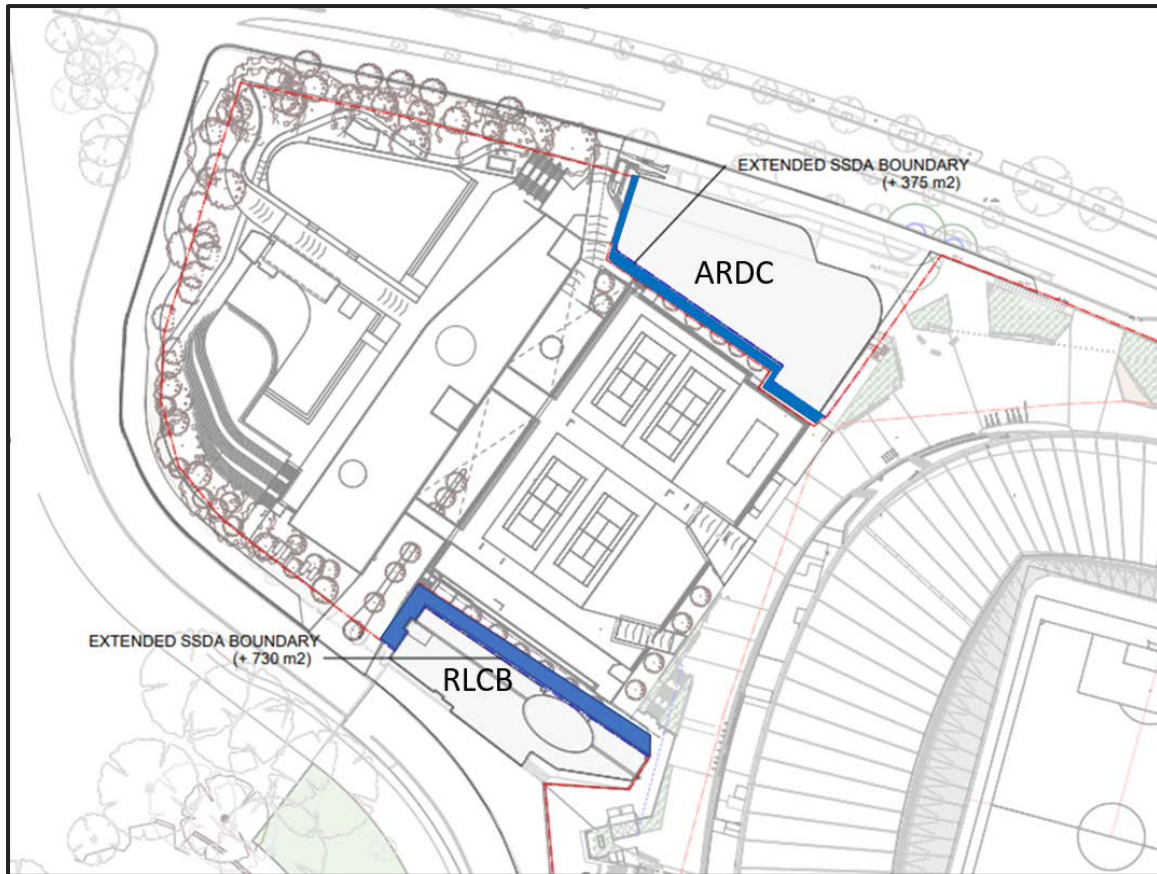 EXTENDED SSDA BOUNDARY
(+ 375 m2)
ARDC
EXTENDED SSDA BOUNDARY
(+ 730 m2)
RLCB